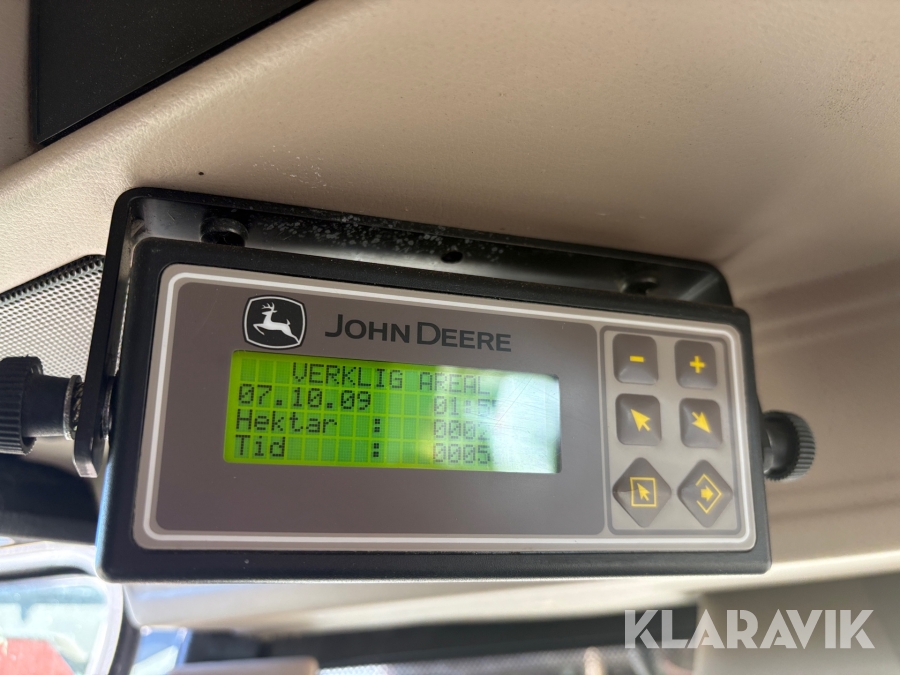 JOHN DEERE
VERKLIG AREAL
07.10.09
Hektar :
Tid :
- +
KLARAVIK